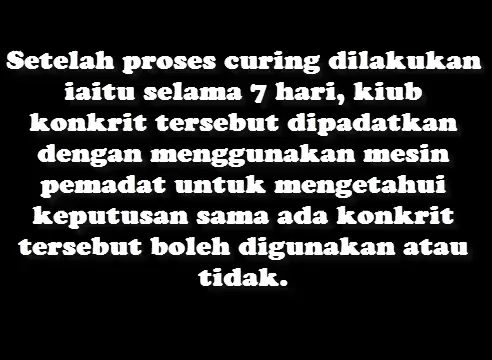 Setelah proses curing dilakukan
iaitu selama 7 hari, kiub
konkrit tersebut dipadatkan
dengan menggunakan mesin
pemadat untuk mengetahui
keputusan sama ada konkrit
tersebut boleh digunakan atau
tidak.